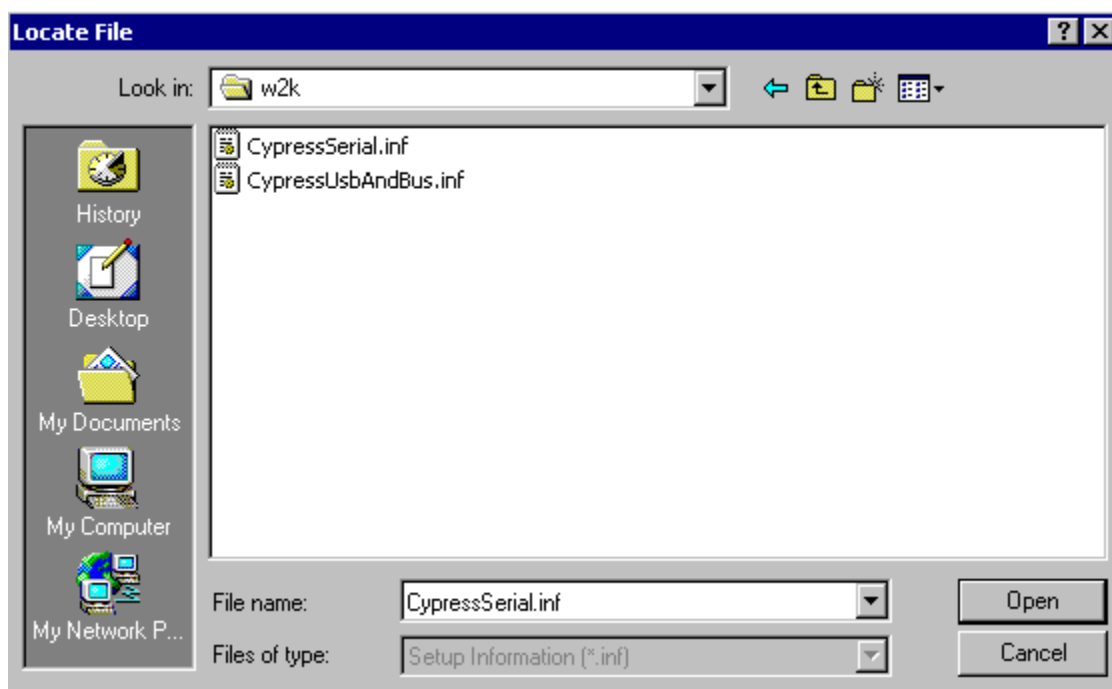 Locate File
Look in: w2k
CypressSerial.inf
CypressUsbAndBus.inf
History
Desktop
My Documents
My Computer
My Network P...
File name: CypressSerial.inf Open
Files of type: Setup Information (*.inf) Cancel